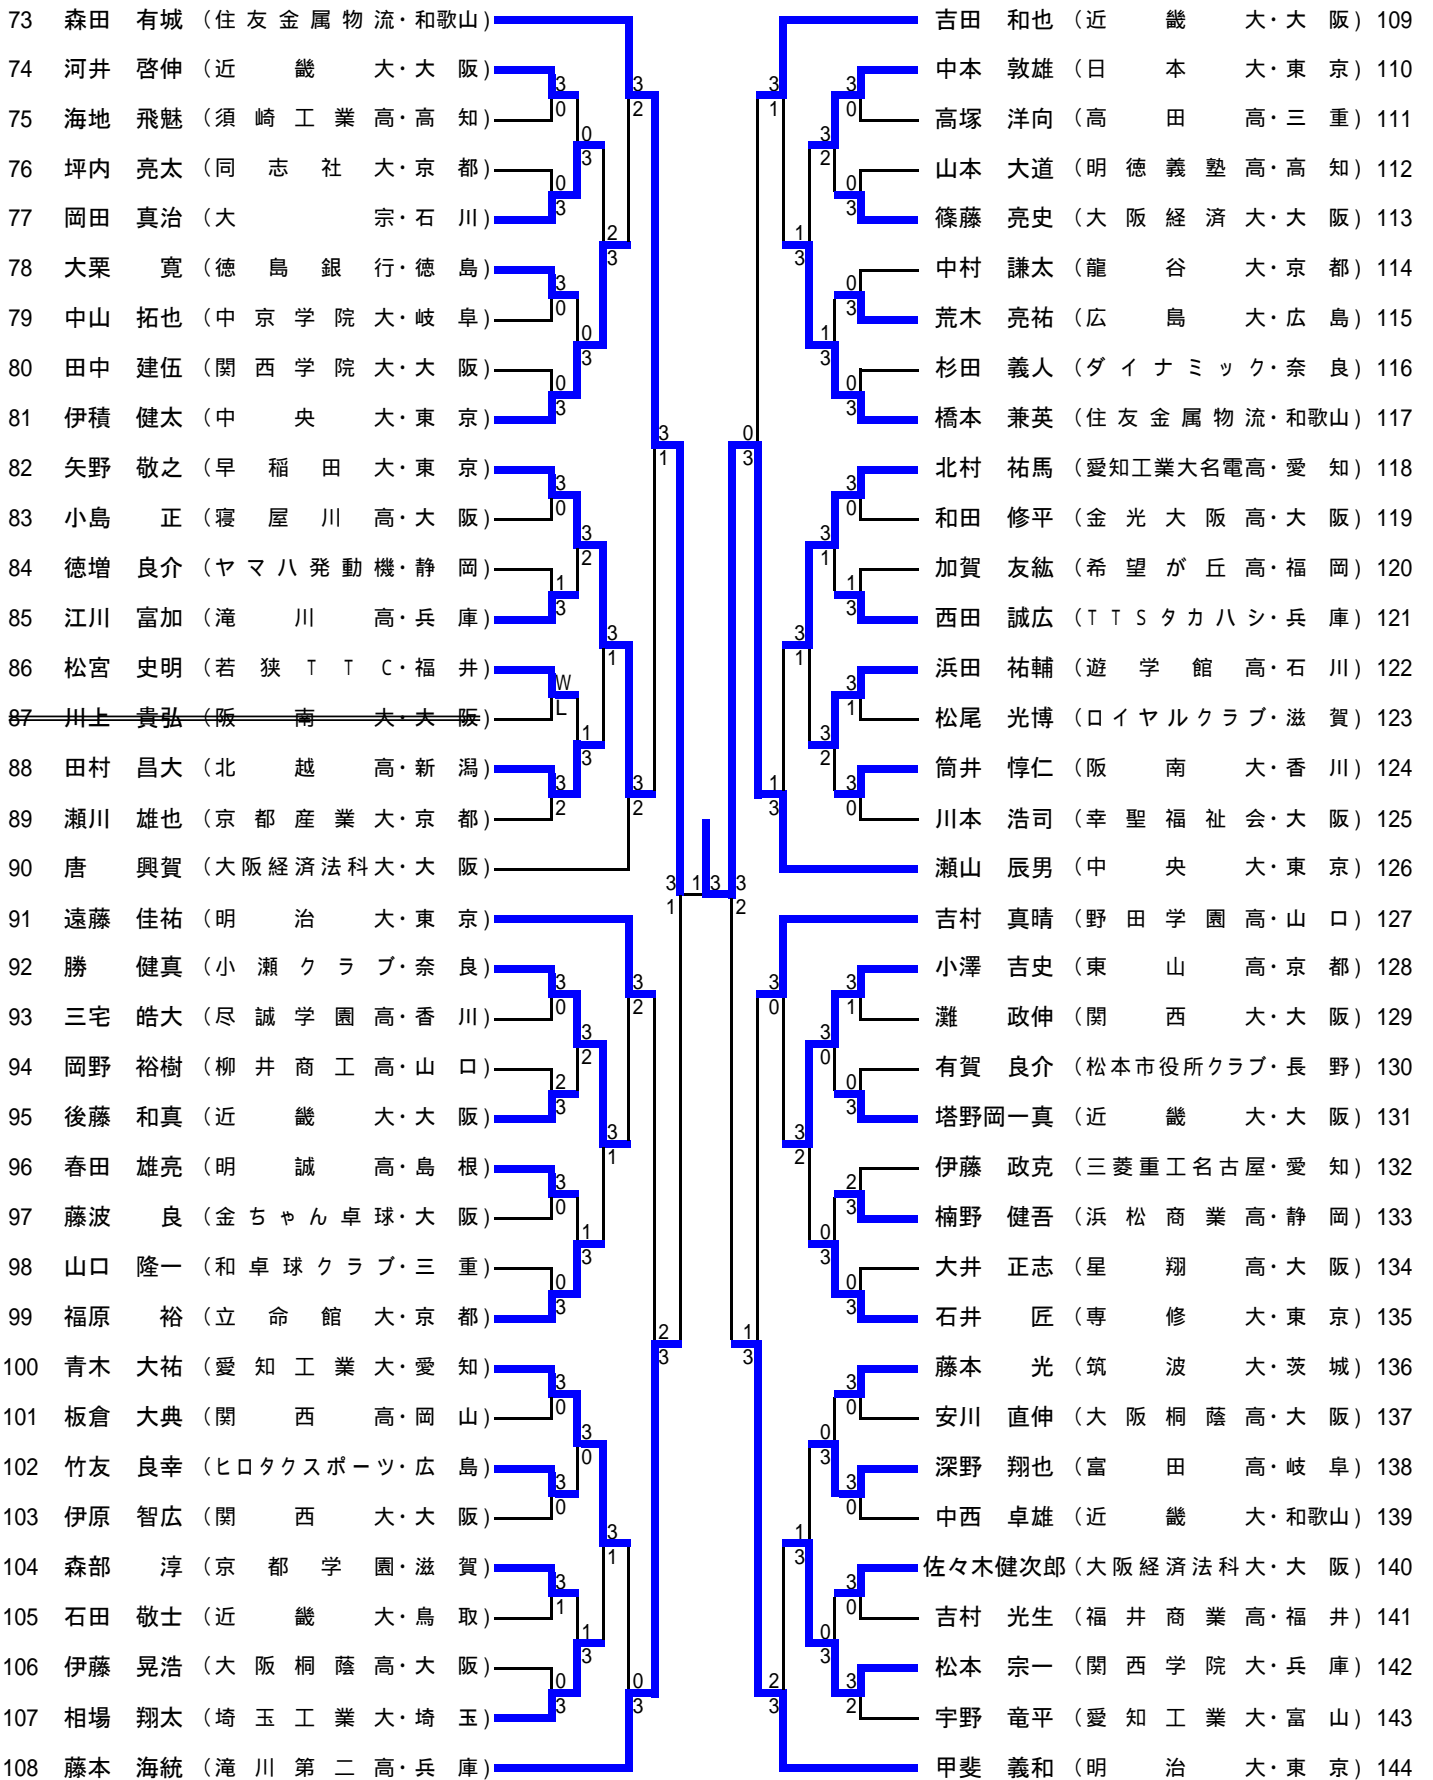 73 森田 有城 (住友金属物流・和歌山)
74 河井 啓伸 (近畿大・大阪)
75 海地 飛魅 (須崎工業高・高知)
76 坪内 亮太 (同志社大・京都)
77 岡田 真治 (大宗・石川)
78 大栗 寛 (徳島銀行・徳島)
79 中山 拓也 (中京学院大・岐阜)
80 田中 建伍 (関西学院大・大阪)
81 伊積 健太 (中央大・東京)
82 矢野 敬之 (早稲田大・東京)
83 小島 正 (寝屋川高・大阪)
84 徳増 良介 (ヤマハ発動機・静岡)
85 江川 富加 (滝川高・兵庫)
86 松宮 史明 (若狭TTC・福井)
87 川上 貴弘 (阪南大・大阪)
88 田村 昌大 (北越高・新潟)
89 瀬川 雄也 (京都産業大・京都)
90 唐 興賀 (大阪経済法科大・大阪)
91 遠藤 佳祐 (明治大・東京)
92 勝 健真 (小瀬クラブ・奈良)
93 三宅 皓大 (尽誠学園高・香川)
94 岡野 裕樹 (柳井商工高・山口)
95 後藤 和真 (近畿大・大阪)
96 春田 雄亮 (明誠高・島根)
97 藤波 良 (金ちゃん卓球・大阪)
98 山口 隆一 (和卓球クラブ・三重)
99 福原 裕 (立命館大・京都)
100 青木 大祐 (愛知工業大・愛知)
101 板倉 大典 (関西高・岡山)
102 竹友 良幸 (ヒロタクスポーツ・広島)
103 伊原 智広 (関西大・大阪)
104 森部 淳 (京都学園・滋賀)
105 石田 敬士 (近畿大・鳥取)
106 伊藤 晃浩 (大阪桐蔭高・大阪)
107 相場 翔太 (埼玉工業大・埼玉)
108 藤本 海統 (滝川第二高・兵庫)
吉田 和也 (近畿大・大阪) 109
中本 敦雄 (日本大・東京) 110
高塚 洋向 (高田高・三重) 111
山本 大道 (明徳義塾高・高知) 112
篠藤 亮史 (大阪経済大・大阪) 113
中村 謙太 (龍谷大・京都) 114
荒木 亮祐 (広島大・広島) 115
杉田 義人 (ダイナミック・奈良) 116
橋本 兼英 (住友金属物流・和歌山) 117
北村 祐馬 (愛知工業大名電高・愛知) 118
和田 修平 (金光大阪高・大阪) 119
加賀 友紘 (希望が丘高・福岡) 120
西田 誠広 (TTSタカハシ・兵庫) 121
浜田 祐輔 (遊学館高・石川) 122
松尾 光博 (ロイヤルクラブ・滋賀) 123
筒井 惇仁 (阪南大・香川) 124
川本 浩司 (幸聖福祉会・大阪) 125
瀬山 辰男 (中央大・東京) 126
吉村 真晴 (野田学園高・山口) 127
小澤 吉史 (東山高・京都) 128
灘 政伸 (関西大・大阪) 129
有賀 良介 (松本市役所クラブ・長野) 130
塔野岡一真 (近畿大・大阪) 131
伊藤 政克 (三菱重工名古屋・愛知) 132
楠野 健吾 (浜松商業高・静岡) 133
大井 正志 (星翔高・大阪) 134
石井 匠 (専修大・東京) 135
藤本 光 (筑波大・茨城) 136
安川 直伸 (大阪桐蔭高・大阪) 137
深野 翔也 (富田高・岐阜) 138
中西 卓雄 (近畿大・和歌山) 139
佐々木健次郎 (大阪経済法科大・大阪) 140
吉村 光生 (福井商業高・福井) 141
松本 宗一 (関西学院大・兵庫) 142
宇野 竜平 (愛知工業大・富山) 143
甲斐 義和 (明治大・東京) 144